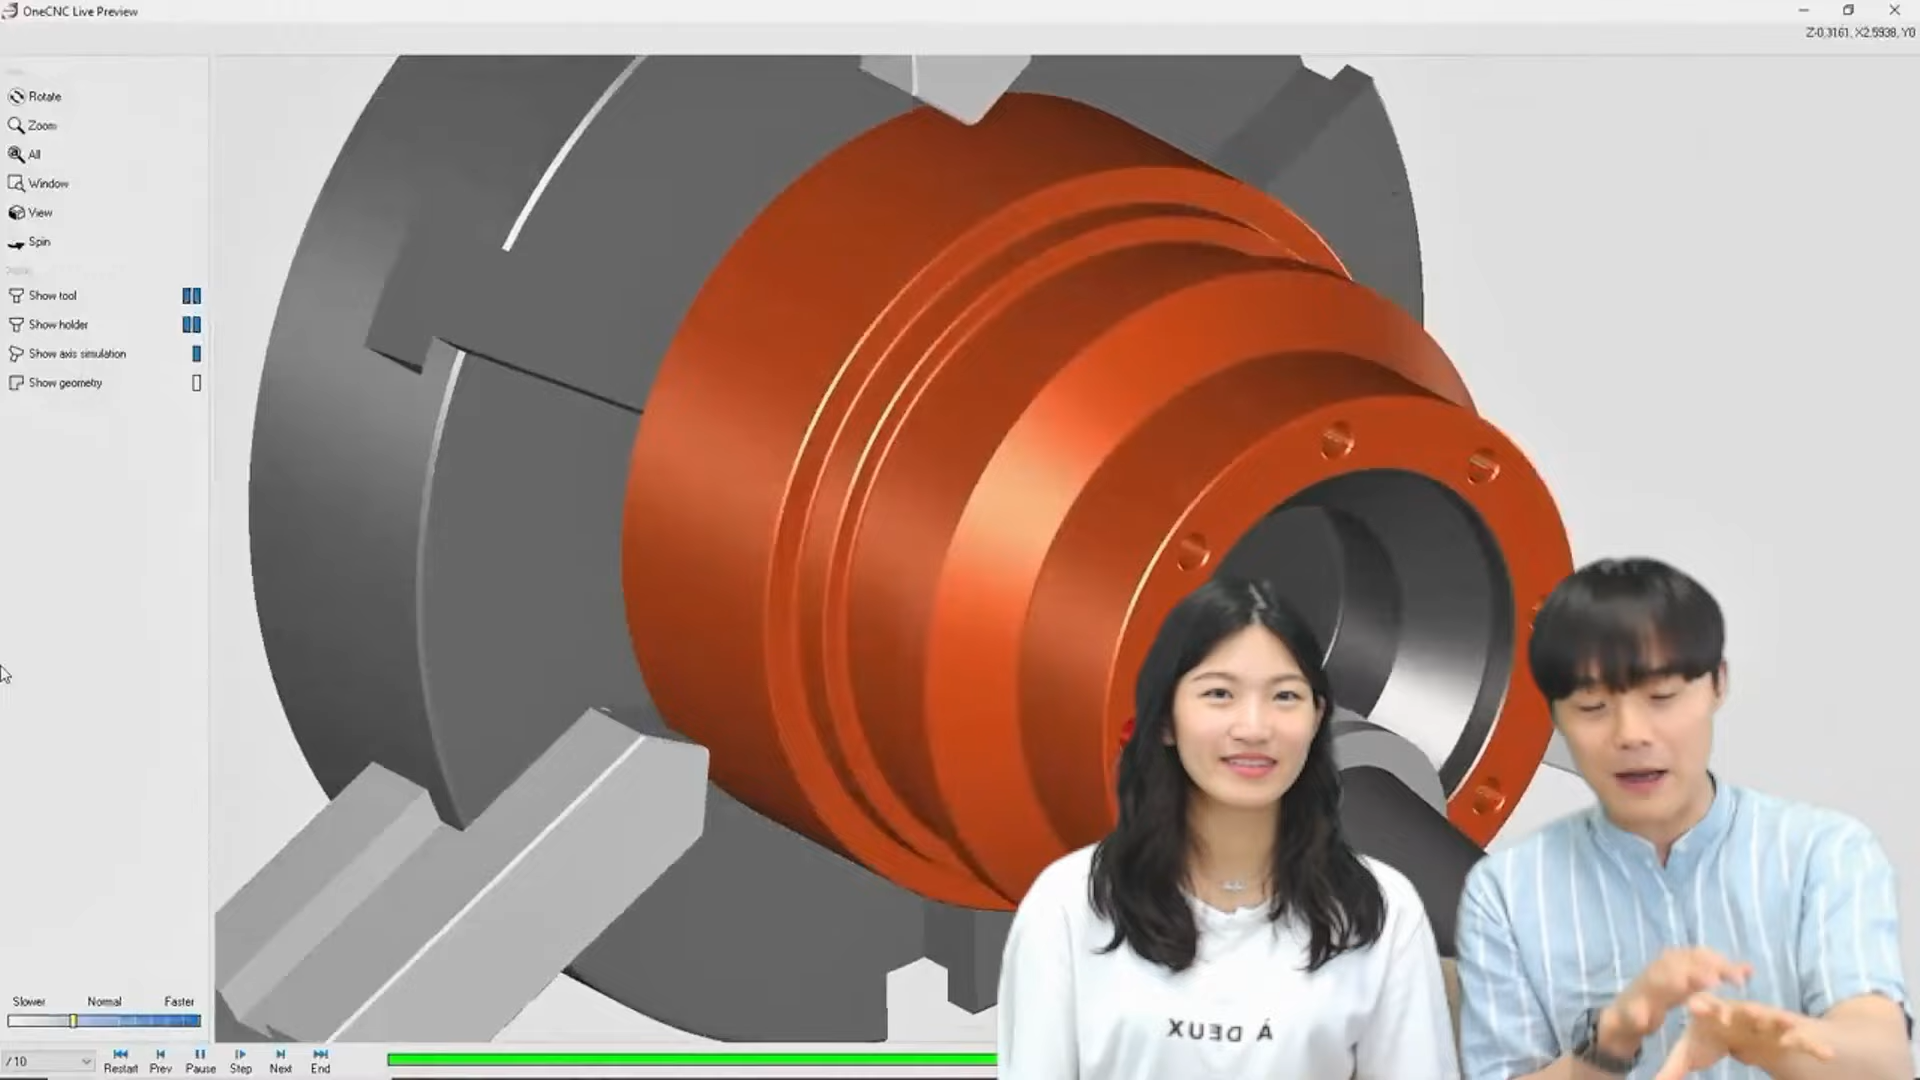 OneCNC Live Preview
Z-0.3161, X2.5938, Y0
Rotate
Zoom
All
Window
View
Spin
Show tool
Show holder
Show axis simulation
Show geometry
Slower Normal Faster
/10
Restart Prev Pause Step Next End
À DEUX